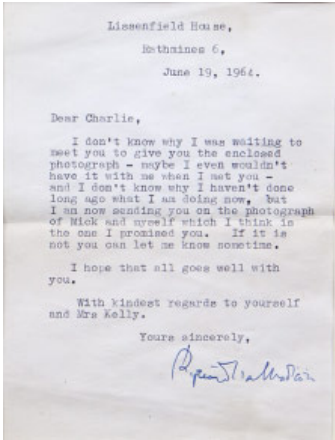 Lissenfield House,
Rathmines 6,
June 19, 1964.
Dear Charlie,
I don't know why I was waiting to
meet you to give you the enclosed
photograph - maybe I even wouldn't
have it with me when I met you -
and I don't know why I haven't done
long ago what I am doing now, but
I am now sending you on the photograph
of Mick and myself which I think is
the one I promised you. If it is
not you can let me know sometime.
I hope that all goes well with
you.
With kindest regards to yourself
and Mrs Kelly.
Yours sincerely,